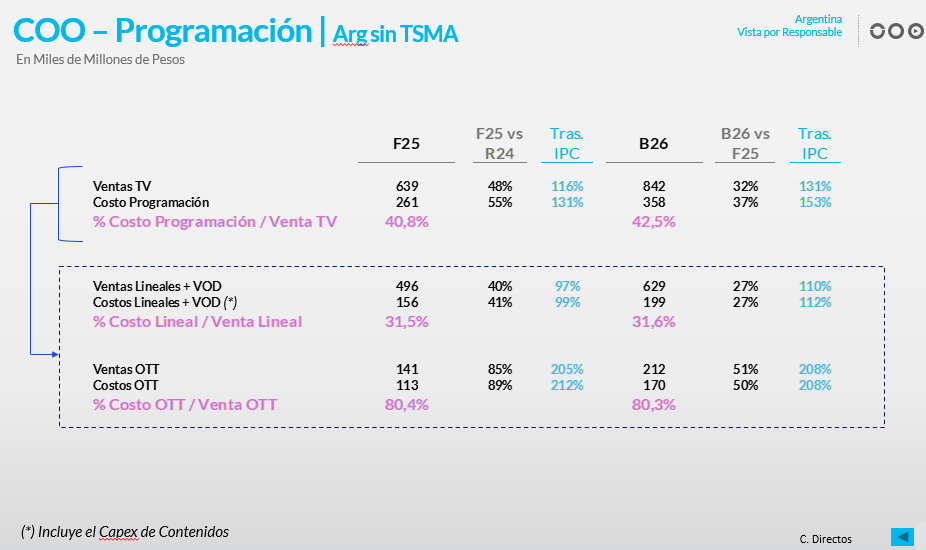 COO – Programación | Arg sin TSMA
En Miles de Millones de Pesos
Argentina
Vista por Responsable
F25 F25 vs R24 Tras. IPC B26 B26 vs F25 Tras. IPC
Ventas TV 639 48% 116% 842 32% 131%
Costo Programación 261 55% 131% 358 37% 153%
% Costo Programación / Venta TV 40,8% 42,5%
Ventas Lineales + VOD 496 40% 97% 629 27% 110%
Costos Lineales + VOD (*) 156 41% 99% 199 27% 112%
% Costo Lineal / Venta Lineal 31,5% 31,6%
Ventas OTT 141 85% 205% 212 51% 208%
Costos OTT 113 89% 212% 170 50% 208%
% Costo OTT / Venta OTT 80,4% 80,3%
(*) Incluye el Capex de Contenidos
C. Directos